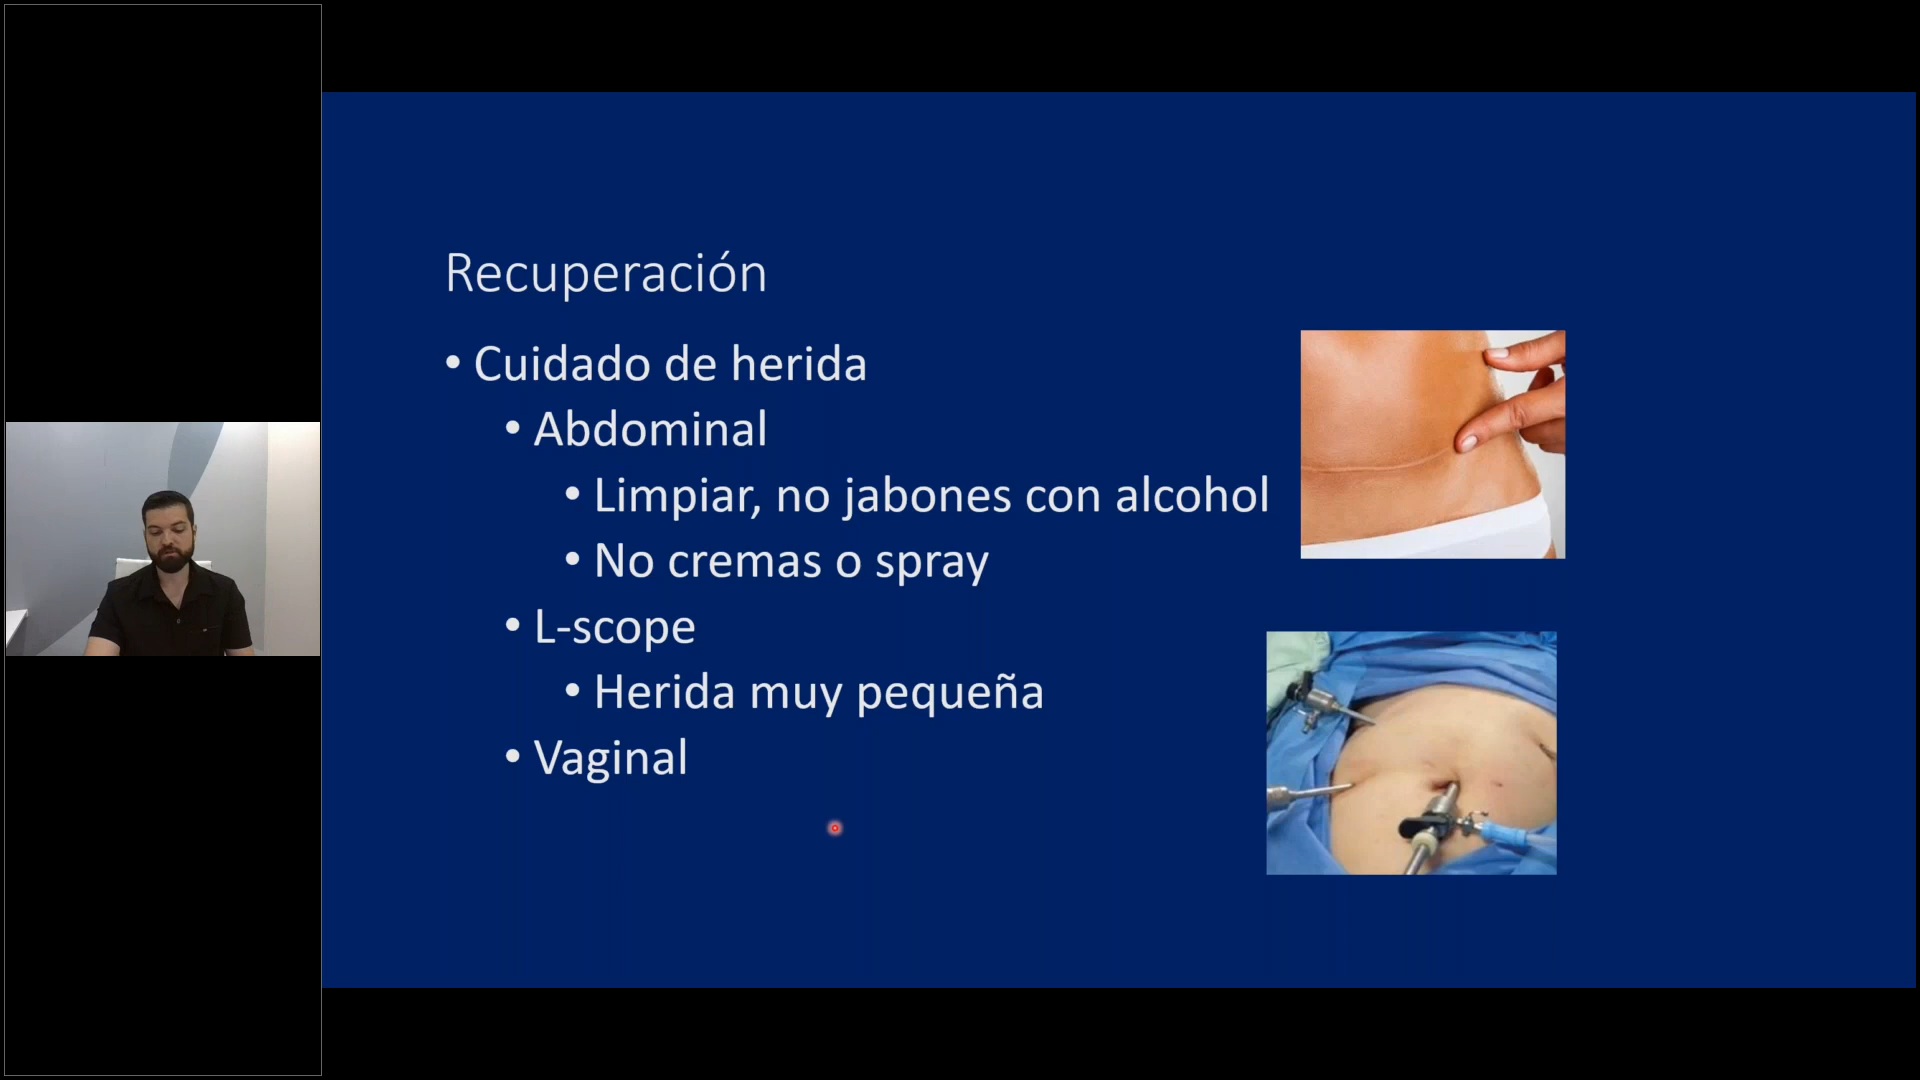 Recuperación
• Cuidado de herida
• Abdominal
• Limpiar, no jabones con alcohol
• No cremas o spray
• L-scope
• Herida muy pequeña
• Vaginal